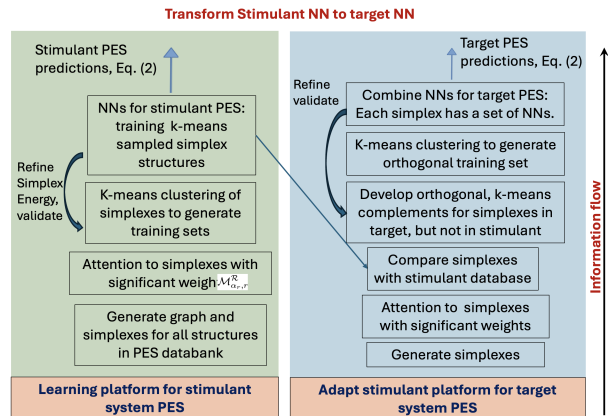 Transform Stimulant NN to target NN
Stimulant PES
predictions, Eq. (2)
NNs for stimulant PES:
training k-means
sampled simplex
structures
Refine
Simplex
Energy,
validate
K-means clustering of
simplexes to generate
training sets
Attention to simplexes with
significant weigh M^R_{α_r,r}
Generate graph and
simplexes for all structures
in PES databank
Learning platform for stimulant
system PES
Target PES
predictions, Eq. (2)
Refine
validate
Combine NNs for target PES:
Each simplex has a set of NNs.
K-means clustering to generate
orthogonal training set
Develop orthogonal, k-means
complements for simplexes in
target, but not in stimulant
Compare simplexes
with stimulant database
Attention to simplexes
with significant weights
Generate simplexes
Adapt stimulant platform for target
system PES
Information flow